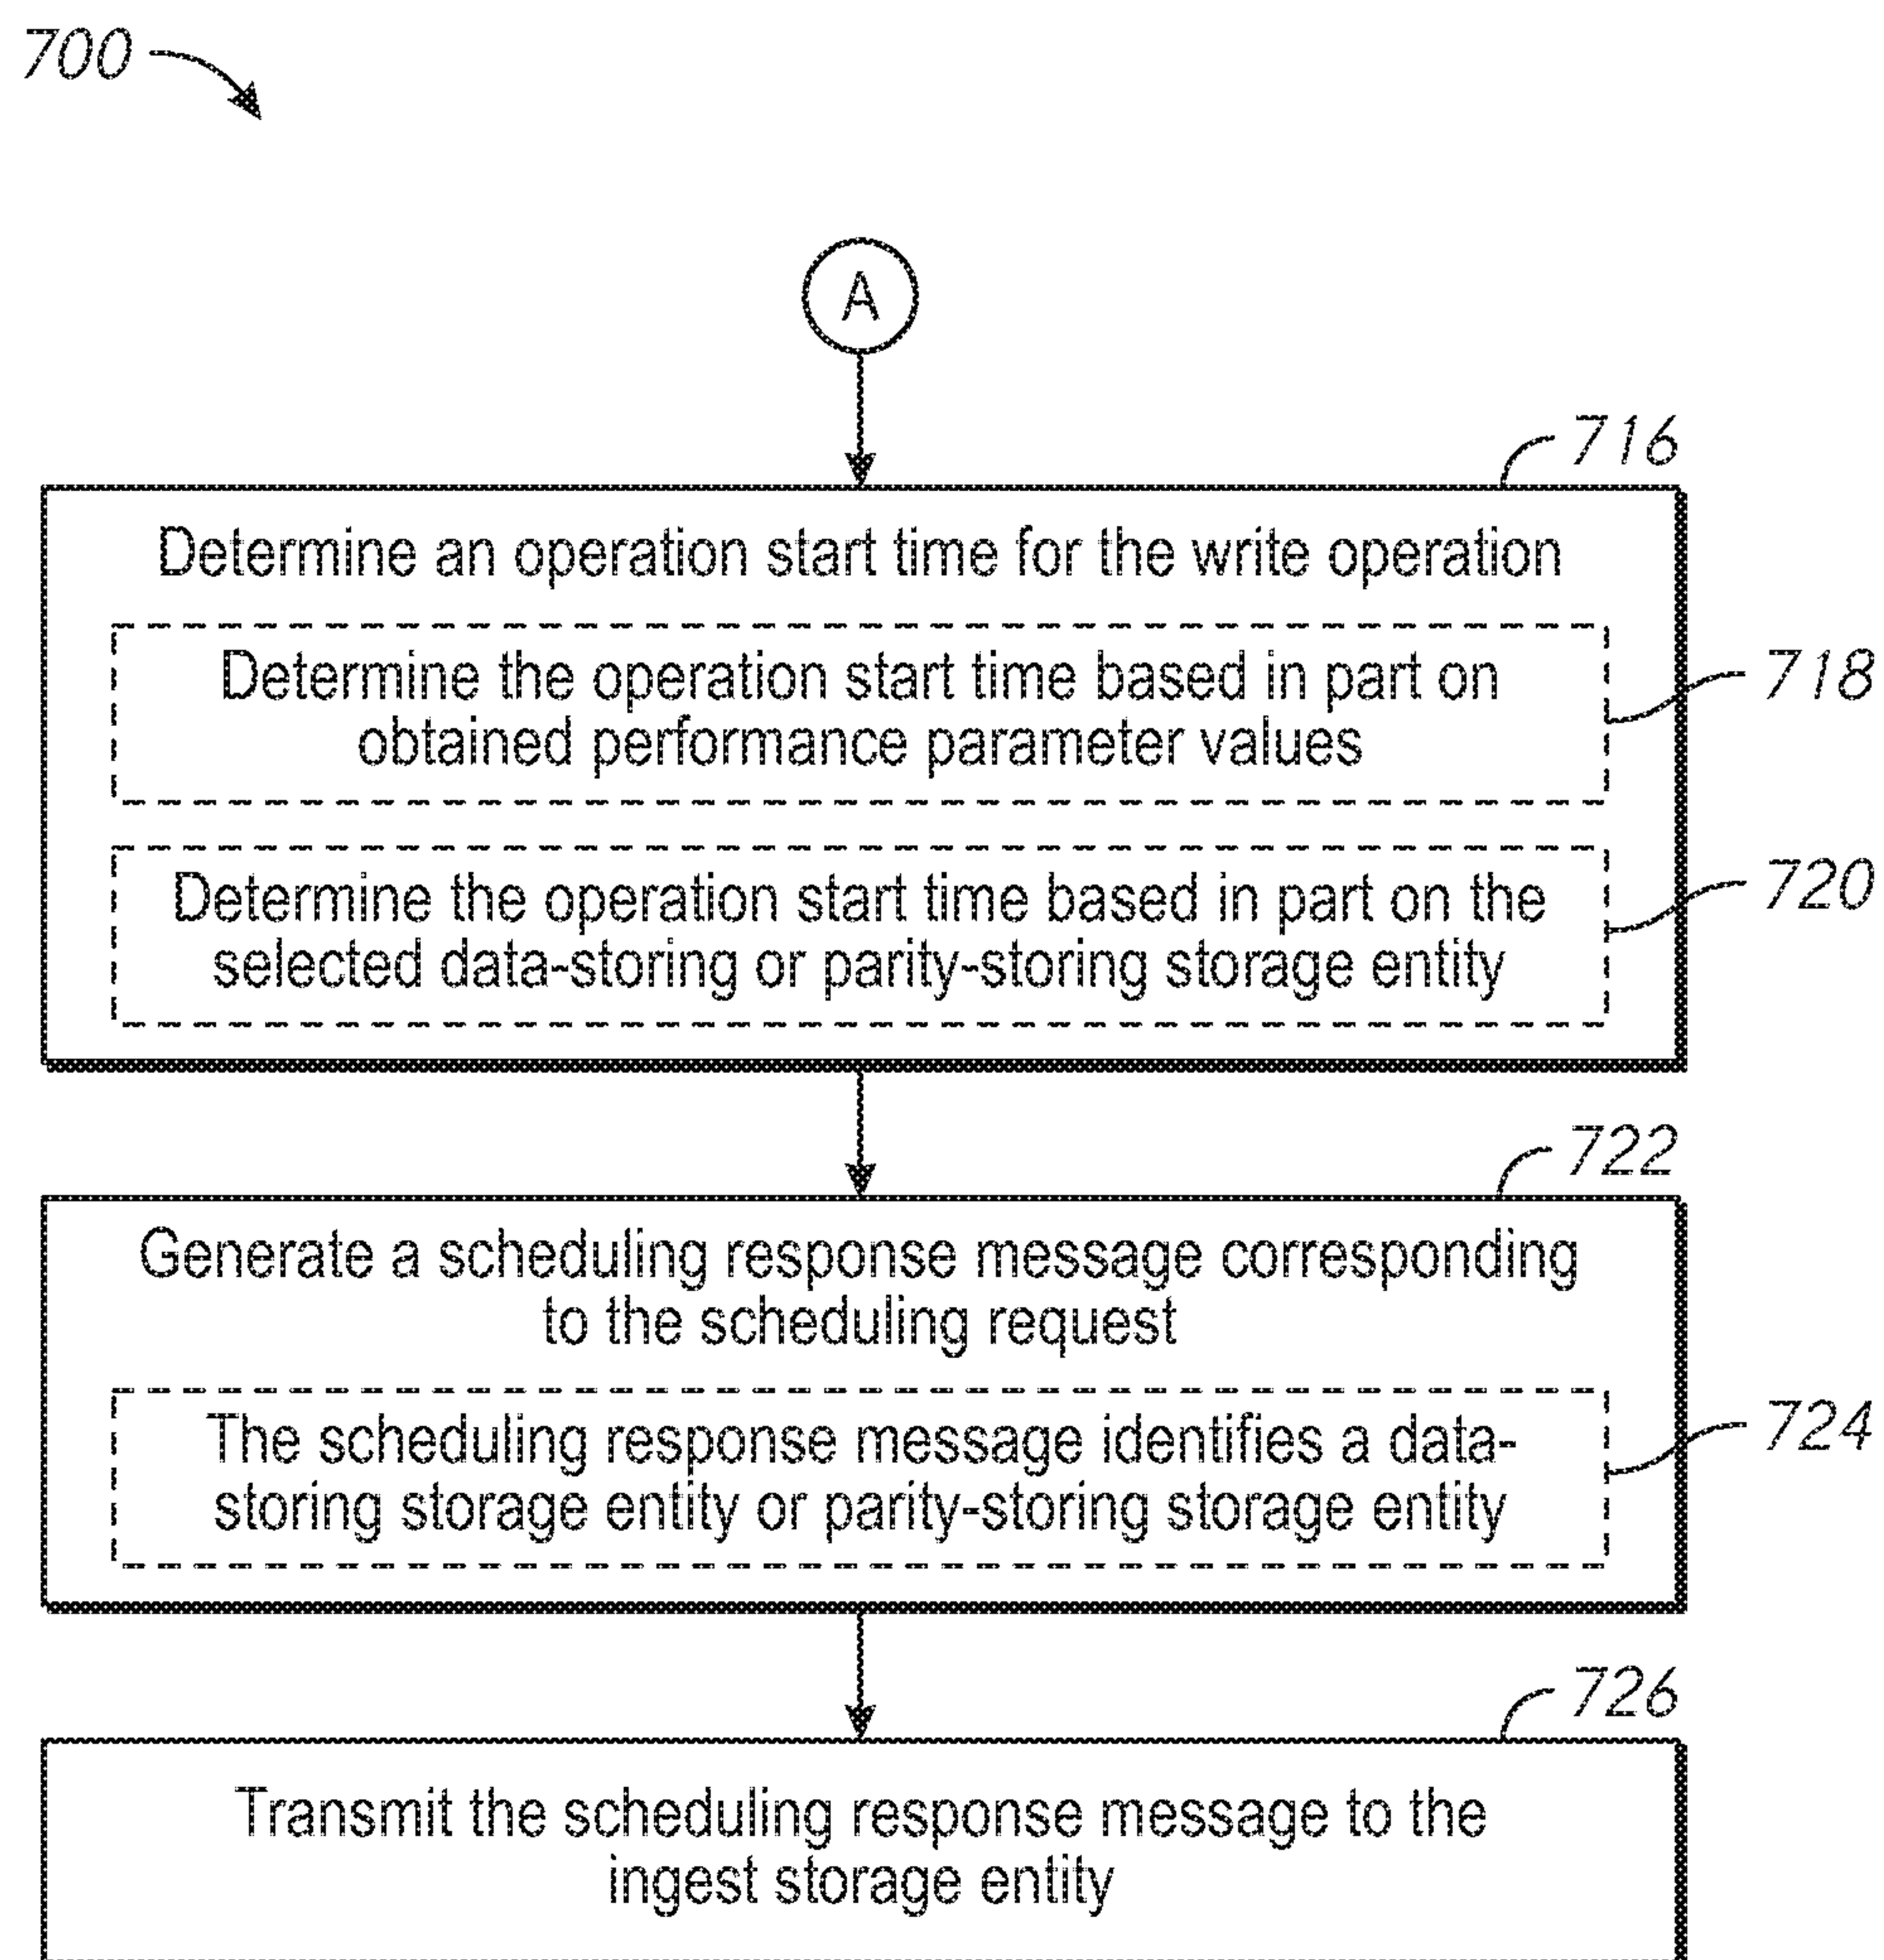 700
A
716
Determine an operation start time for the write operation
Determine the operation start time based in part on
obtained performance parameter values
718
Determine the operation start time based in part on the
selected data-storing or parity-storing storage entity
720
722
Generate a scheduling response message corresponding
to the scheduling request
The scheduling response message identifies a data-
storing storage entity or parity-storing storage entity
724
726
Transmit the scheduling response message to the
ingest storage entity